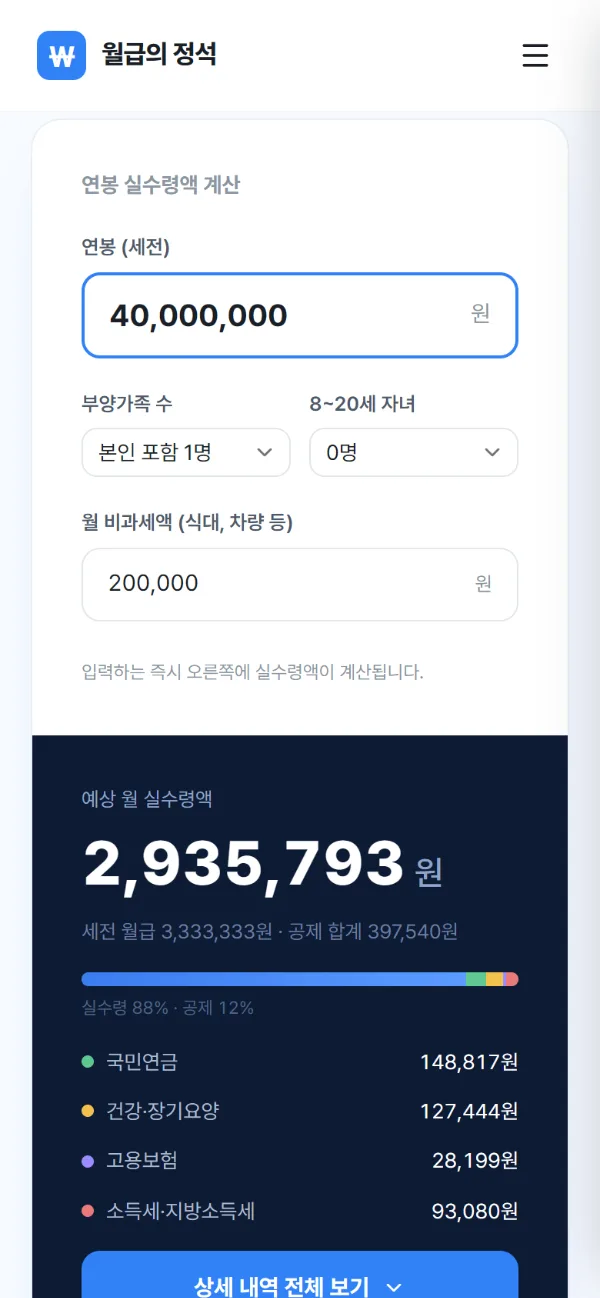 ₩ 월급의 정석
연봉 실수령액 계산
연봉 (세전)
40,000,000 원
부양가족 수 8~20세 자녀
본인 포함 1명 0명
월 비과세액 (식대, 차량 등)
200,000 원
입력하는 즉시 오른쪽에 실수령액이 계산됩니다.
예상 월 실수령액
2,935,793 원
세전 월급 3,333,333원 · 공제 합계 397,540원
실수령 88% · 공제 12%
국민연금 148,817원
건강·장기요양 127,444원
고용보험 28,199원
소득세·지방소득세 93,080원
상세 내역 전체 보기